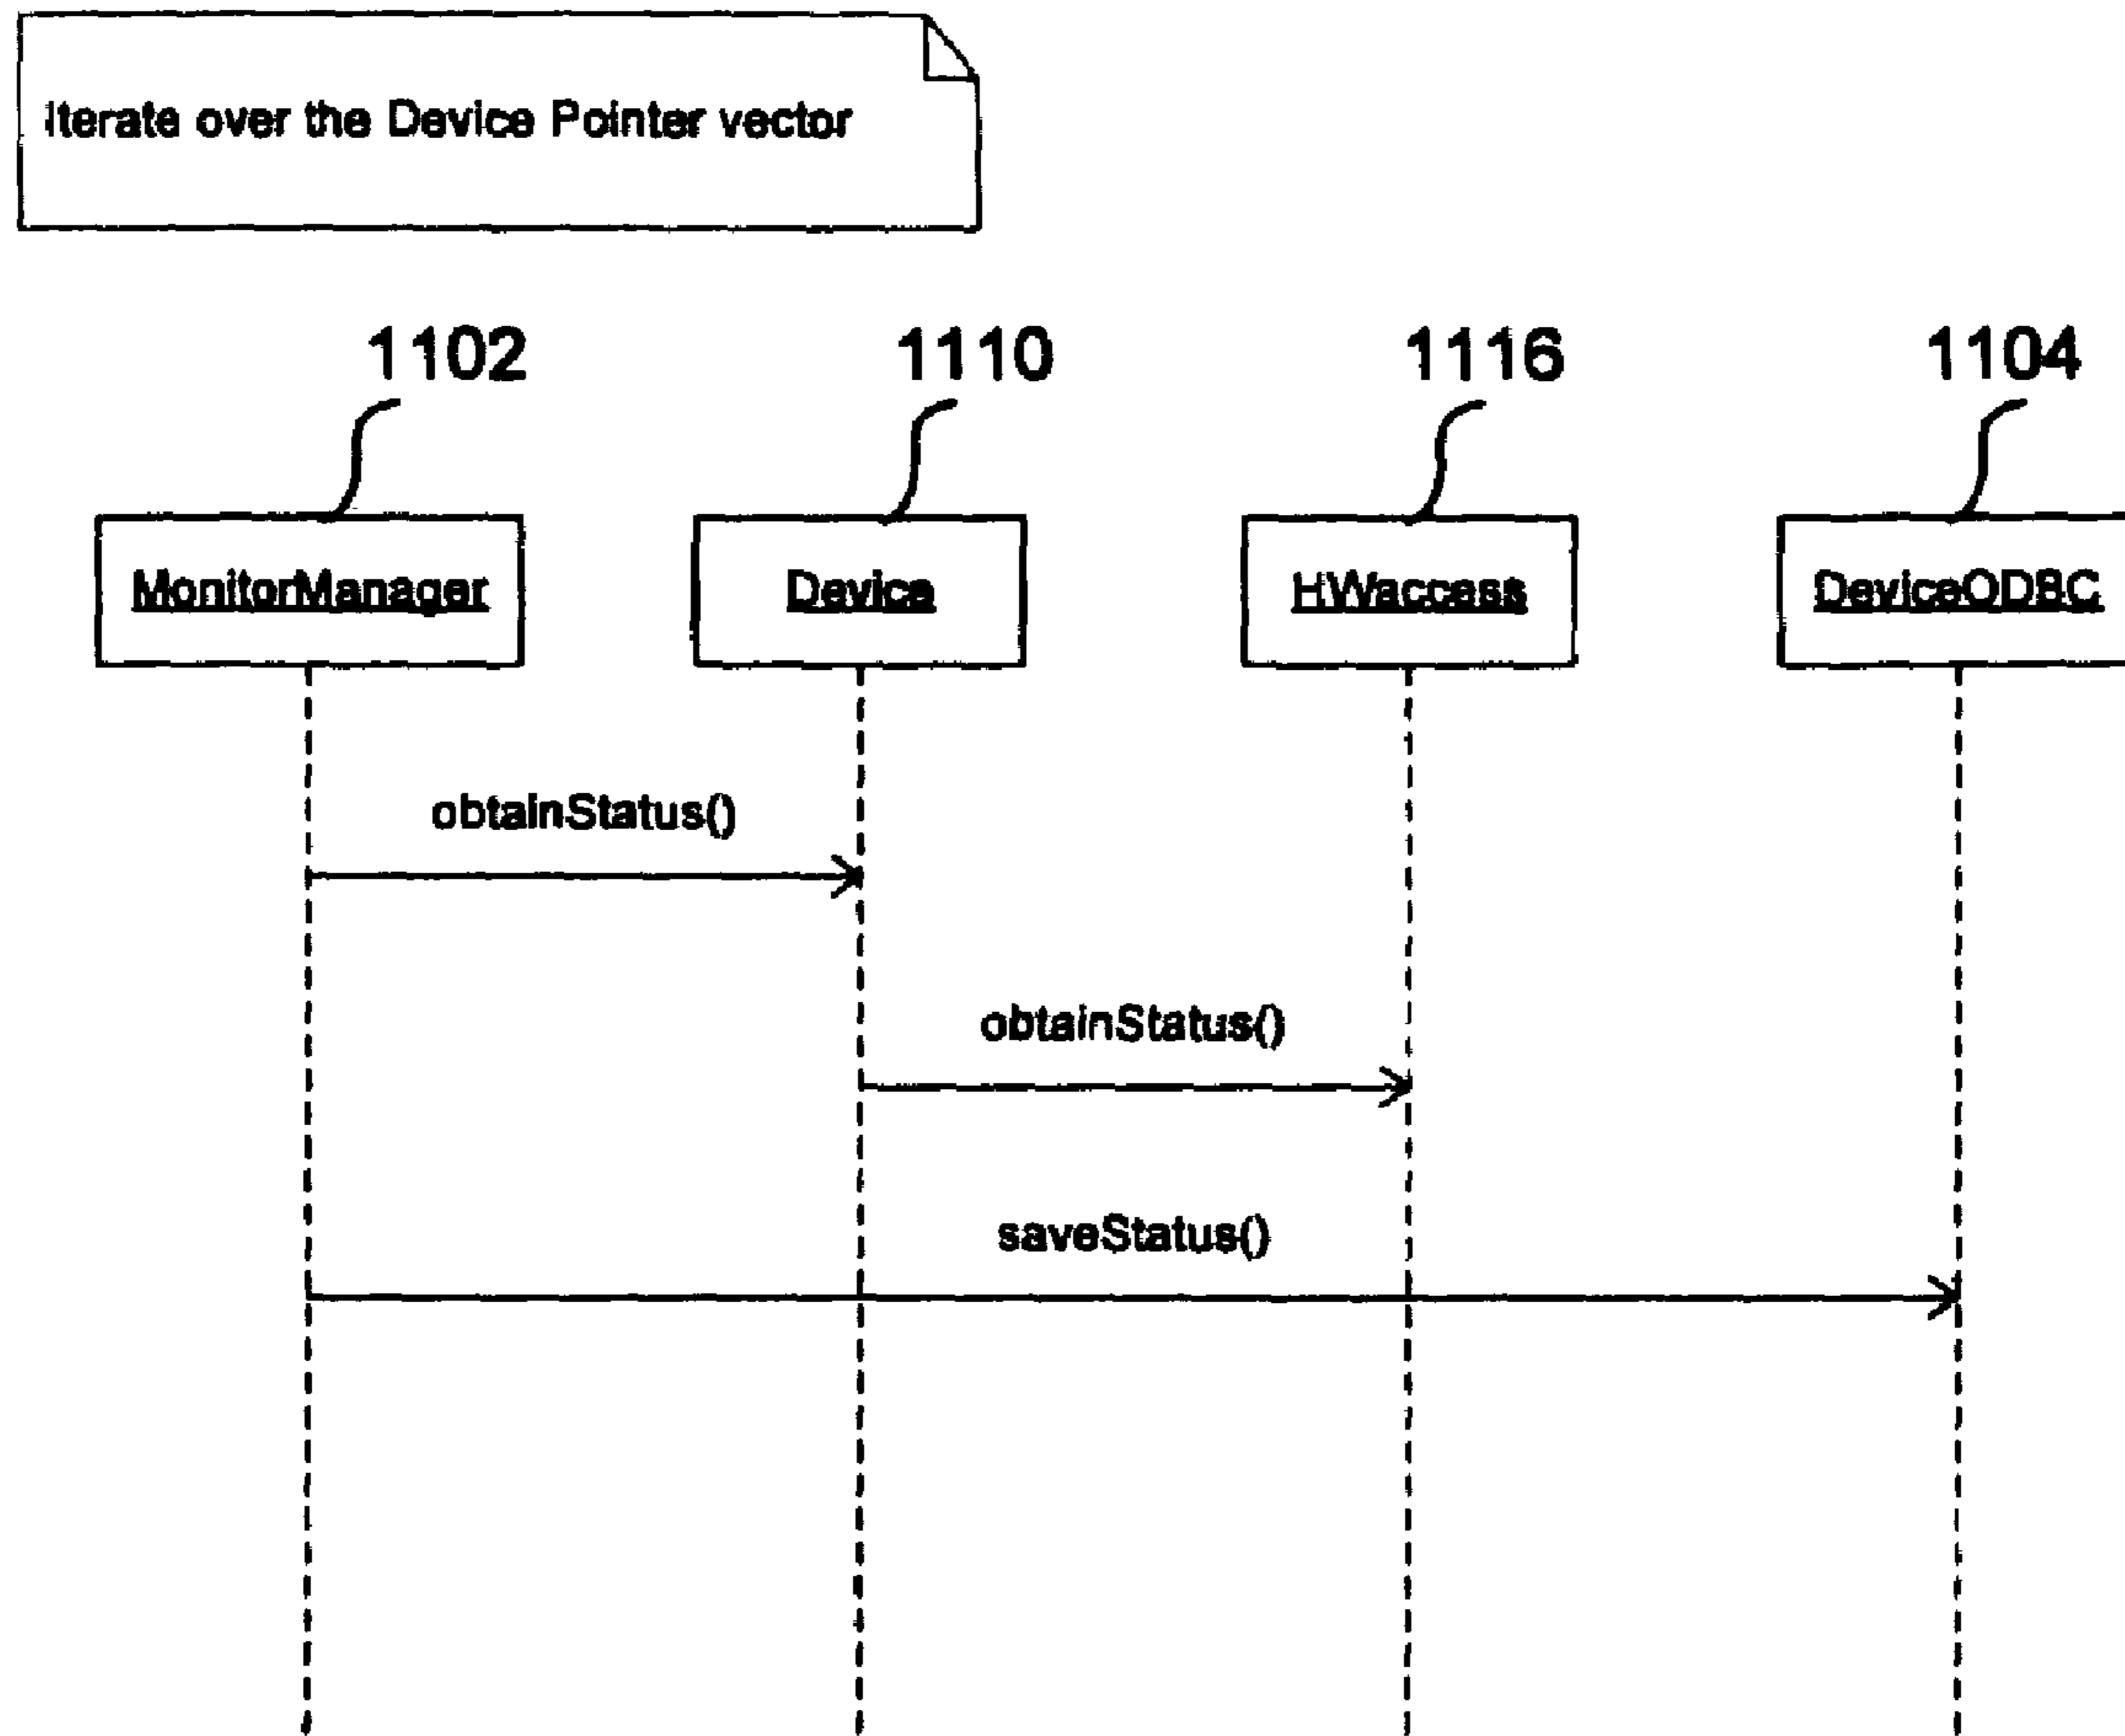 Iterate over the Device Pointer vector
1102 1110 1116 1104
MonitorManager Device HWaccess DeviceODBC
obtainStatus()
obtainStatus()
saveStatus()